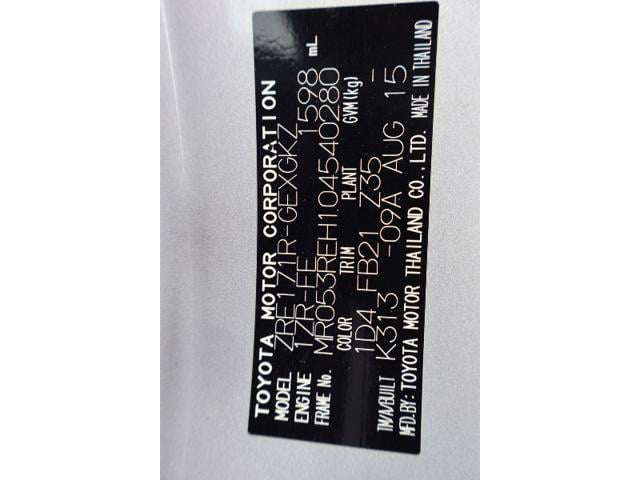 TOYOTA MOTOR CORPORATION
MODEL ZRE171R-GEXGKZ
ENGINE 1ZR-FE 1598 mL
FRAME No. MR053REH104540280
COLOR TRIM PLANT GVM(kg)
1D4 FB21 Z35 -
TM/A/BUILT K313 -09A AUG 15
MFD.BY: TOYOTA MOTOR THAILAND CO.,LTD. MADE IN THAILAND